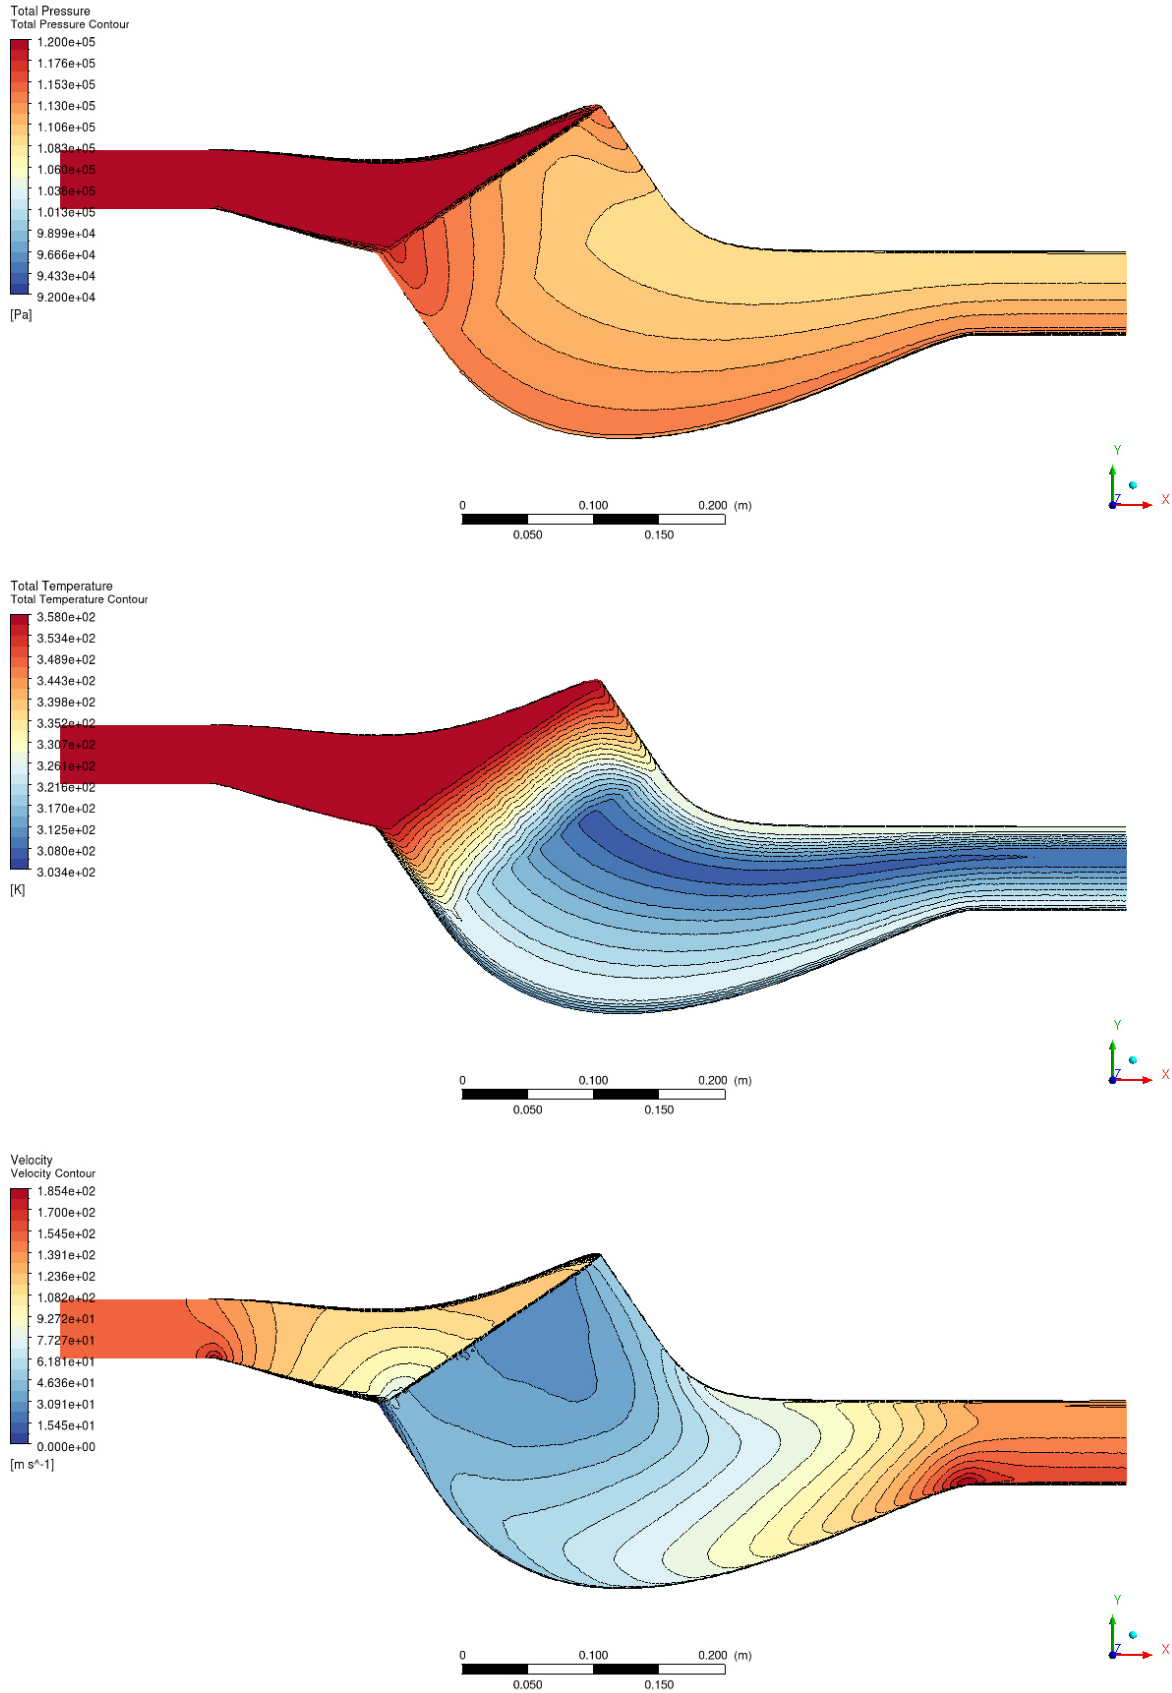 Total Pressure
Total Pressure Contour
1.200e+05
1.176e+05
1.153e+05
1.130e+05
1.106e+05
1.083e+05
1.060e+05
1.036e+05
1.013e+05
9.899e+04
9.666e+04
9.433e+04
9.200e+04
[Pa]
Y
Z
X
0
0.100
0.200 (m)
0.050
0.150
Total Temperature
Total Temperature Contour
3.580e+02
3.534e+02
3.489e+02
3.443e+02
3.398e+02
3.352e+02
3.307e+02
3.261e+02
3.216e+02
3.170e+02
3.125e+02
3.080e+02
3.034e+02
[K]
Y
Z
X
0
0.100
0.200 (m)
0.050
0.150
Velocity
Velocity Contour
1.854e+02
1.700e+02
1.545e+02
1.391e+02
1.236e+02
1.082e+02
9.272e+01
7.727e+01
6.181e+01
4.636e+01
3.091e+01
1.545e+01
0.000e+00
[m s^-1]
Y
Z
X
0
0.100
0.200 (m)
0.050
0.150